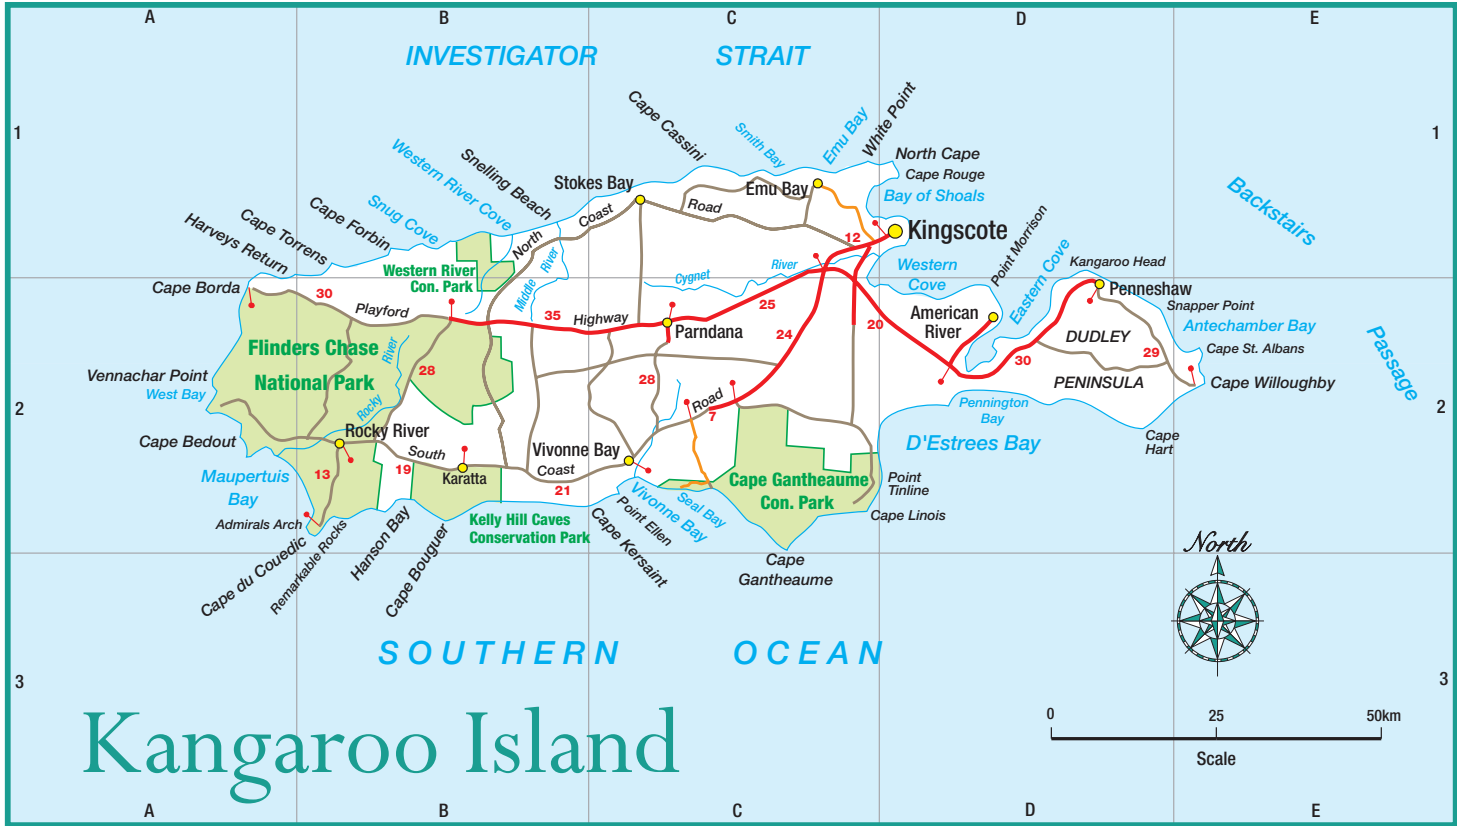 A
B
C
D
E
INVESTIGATOR
STRAIT
1
1
White Point
Emu Bay
Cape Cassini
Smith Bay
North Cape
Cape Rouge
Bay of Shoals
Backstairs
Passage
Snelling Beach
Western River Cove
Stokes Bay
Emu Bay
Cape Forbin
Snug Cove
Cape Torrens
Harveys Return
North
Coast
Road
12
Kingscote
Point Morrison
Eastern Cove
Western
Cove
Kangaroo Head
Cape Borda
Western River
Con. Park
Middle
River
Cygnet
River
Penneshaw
Snapper Point
30
Playford
35
Highway
25
24
20
American
River
Antechamber Bay
Parndana
DUDLEY
29
30
Cape St. Albans
PENINSULA
Cape Willoughby
Flinders Chase
National Park
River
Rocky
28
28
Vennachar Point
West Bay
2
2
Road
7
Pennington
Bay
Cape
Hart
D'Estrees Bay
Cape Bedout
Rocky River
South
Vivonne Bay
Coast
19
Karatta
21
13
Maupertuis
Bay
Cape Gantheaume
Con. Park
Point
Tinline
Cape Linois
Seal Bay
Vivonne Bay
Point Ellen
Cape Kersaint
Kelly Hill Caves
Conservation Park
Admirals Arch
Cape du Couedic
Remarkable Rocks
Hanson Bay
Cape Bouguer
Cape
Gantheaume
North
SOUTHERN
OCEAN
3
3
Kangaroo Island
0
25
50km
Scale
A
B
C
D
E